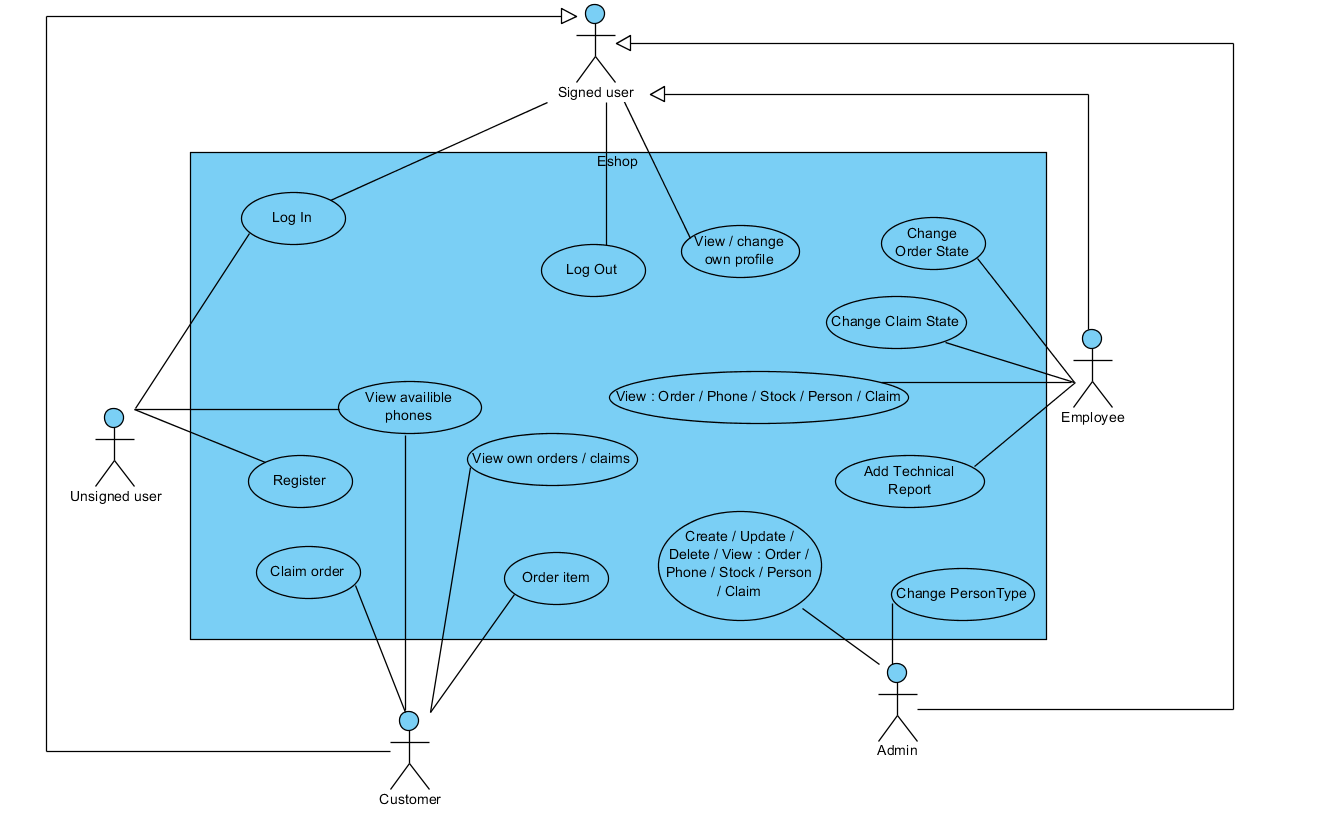 Signed user
Eshop
Log In
Log Out
View / change
own profile
Change
Order State
Change Claim State
View : Order / Phone / Stock / Person / Claim
Employee
View availible
phones
View own orders / claims
Register
Unsigned user
Add Technical
Report
Create / Update /
Delete / View : Order /
Phone / Stock / Person
/ Claim
Claim order
Order item
Change PersonType
Admin
Customer